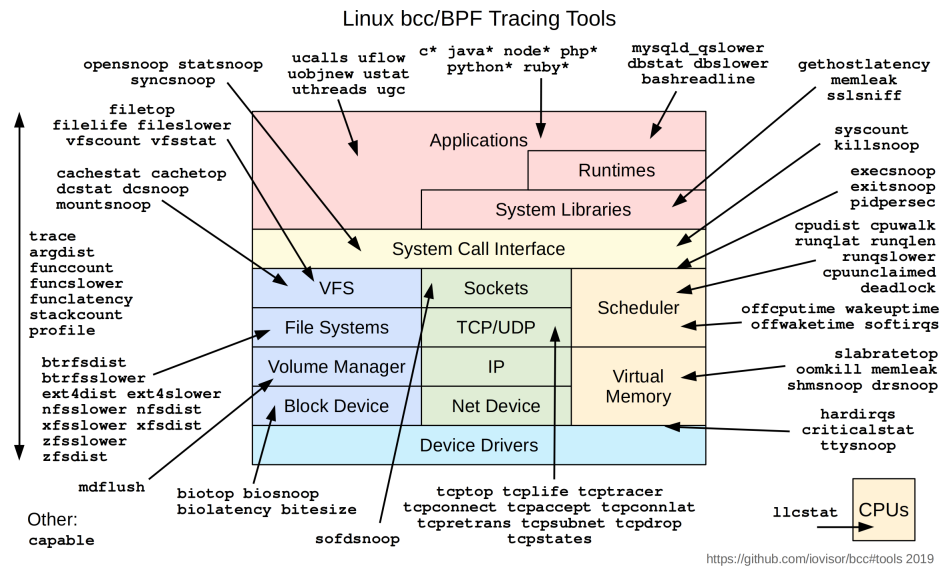 Linux bcc/BPF Tracing Tools
opensnoop statsnoop
syncsnoop
ucalls uflow
uobjnew ustat
uthreads ugc
c* java* node* php*
python* ruby*
mysqld_qslower
dbstat dbslower
bashreadline
gethostlatency
memleak
sslsniff
filetop
filelife fileslower
vfscount vfsstat
syscount
killsnoop
cachestat cachetop
dcstat dcsnoop
mountsnoop
execsnoop
exitsnoop
pidpersec
trace
argdist
funccount
funcslower
funclatency
stackcount
profile
cpudist cpuwalk
runqlat runqlen
runqslower
cpuunclaimed
deadlock
offcputime wakeuptime
offwaketime softirqs
btrfsdist
btrfsslower
ext4dist ext4slower
nfsslower nfsdist
xfsslower xfsdist
zfsslower
zfsdist
slabratetop
oomkill memleak
shmsnoop drsnoop
hardirqs
criticalstat
ttysnoop
Applications
Runtimes
System Libraries
System Call Interface
VFS
Sockets
Scheduler
File Systems
TCP/UDP
Volume Manager
IP
Virtual
Memory
Block Device
Net Device
Device Drivers
mdflush
biotop biosnoop
biolatency bitesize
sofdsnoop
tcptop tcplife tcptracer
tcpconnect tcpaccept tcpconnlat
tcpretrans tcpsubnet tcpdrop
tcpstates
Other:
capable
llcstat
CPUs
https://github.com/iovisor/bcc#tools 2019